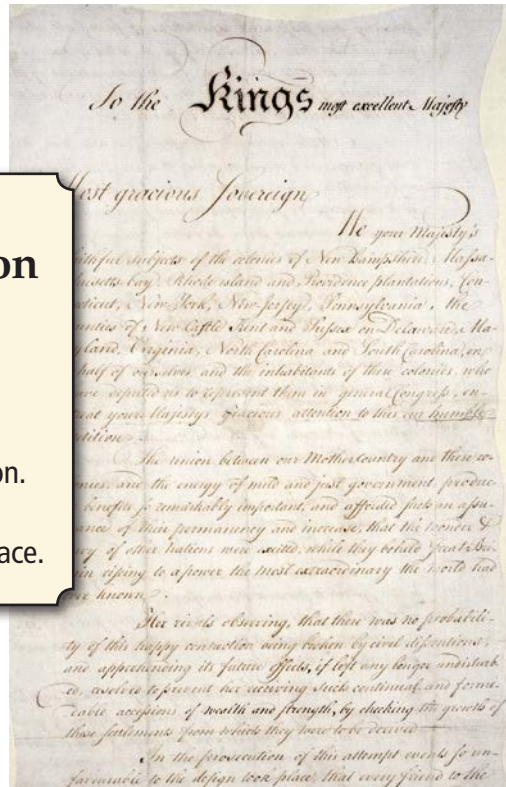 To the Kings most excellent Majesty
Most gracious Sovereign,
We your Majesty's
faithful subjects of the colonies of New Hampshire, Massa-
chusetts bay, Rhode island and Providence plantations, Con-
necticut, New-York, New-Jersey, Pennsylvania, the
counties of New Castle Kent and Sussex on Delaware, Ma-
ryland, Virginia, North Carolina and South Carolina, on
behalf of ourselves and the inhabitants of these colonies, who
have deputed us to represent them in general Congress, en-
treat your Majestys gracious attention to this our humble
petition.
The union between our Mother Country and these co-
lonies, and the energy of mild and just government, produced
benefits so remarkably important, and afforded such an assu-
rance of their permanency and increase, that the wonder &
envy of other nations were excited, while they beheld Great Bri-
tain rising to a power the most extraordinary the world had
ever known.
Her rivals observing, that there was no probabili-
ty of this happy connection being broken by civil dissentions,
and apprehending its future effects, if left any longer undisturb-
ed, resolved to prevent her receiving such continual and formi-
dable accessions of wealth and strength, by checking the growth of
these settlements from which they were to be derived.
In the prosecution of this attempt events so un-
favourable to the design took place, that every friend to the
on
on.
ace.